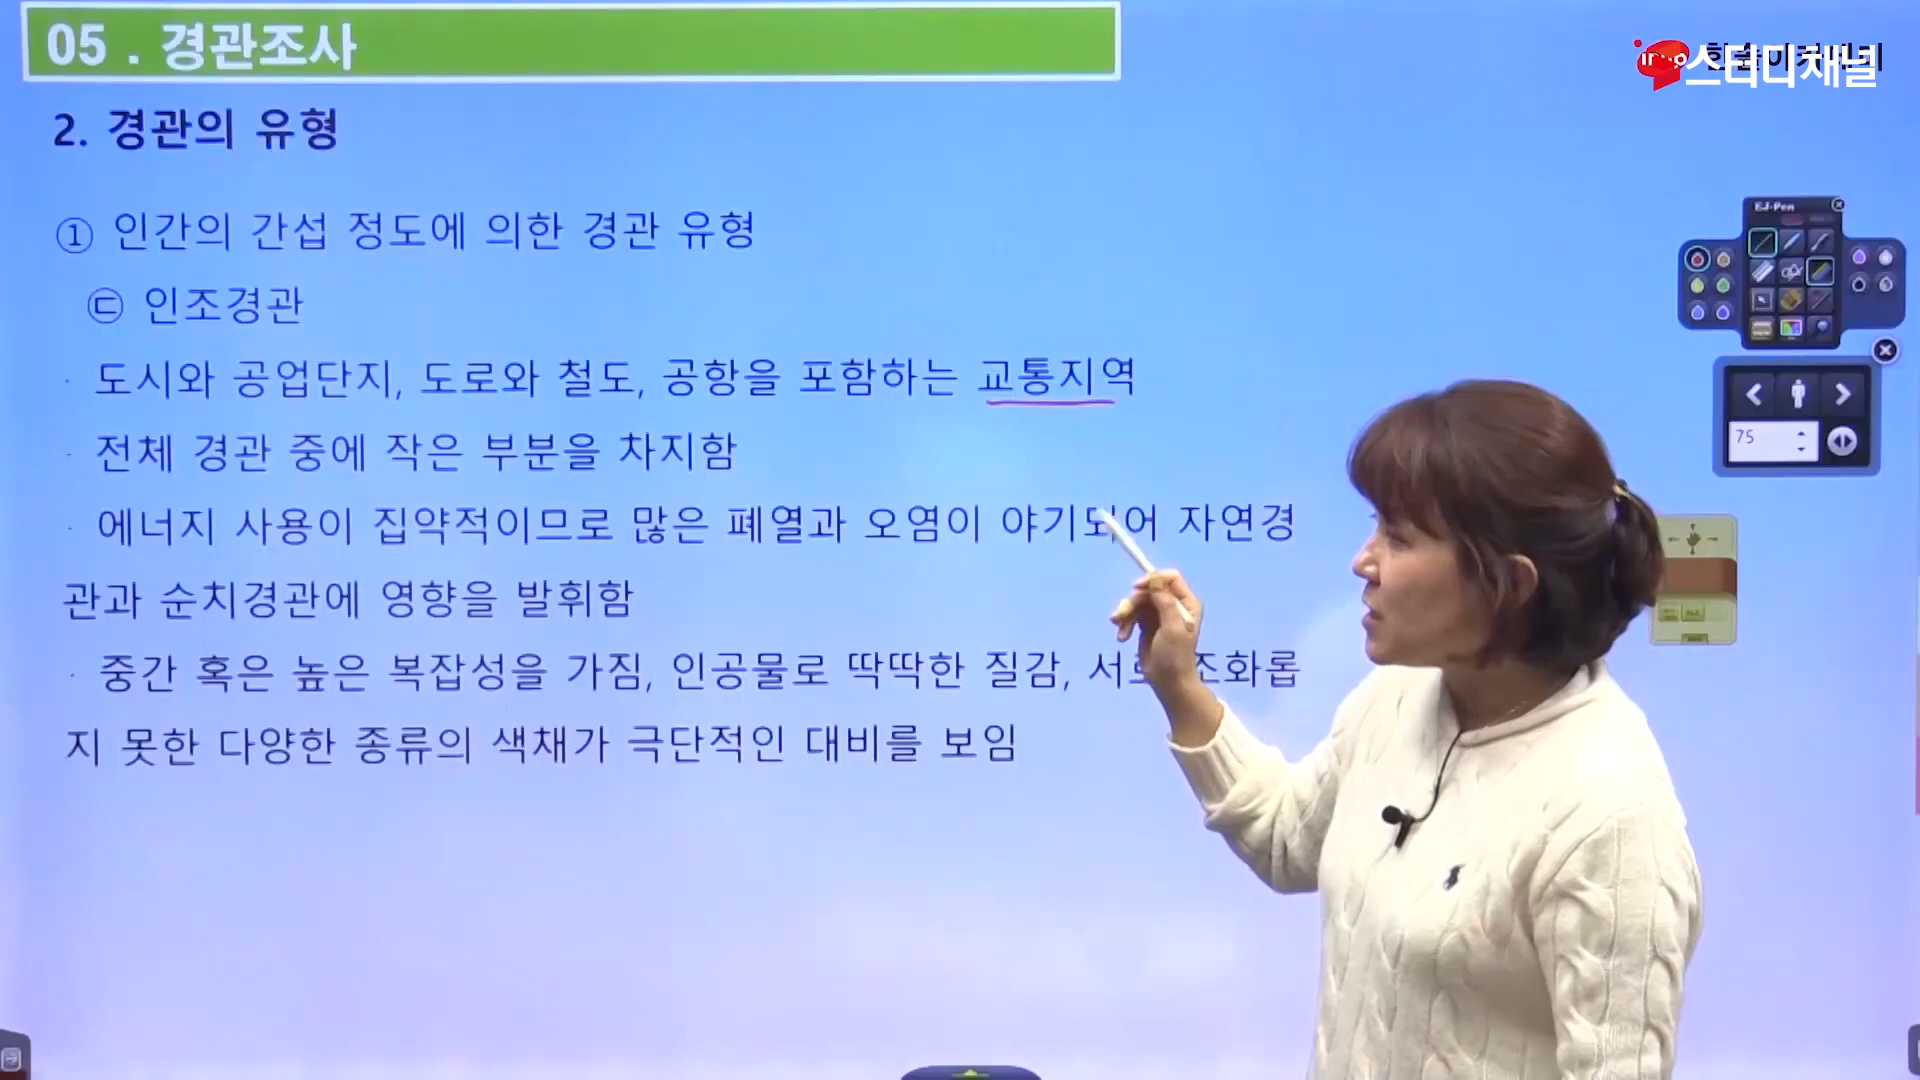 05 . 경관조사
스터디채널
2. 경관의 유형
① 인간의 간섭 정도에 의한 경관 유형
㉢ 인조경관
· 도시와 공업단지, 도로와 철도, 공항을 포함하는 교통지역
· 전체 경관 중에 작은 부분을 차지함
· 에너지 사용이 집약적이므로 많은 폐열과 오염이 야기되어 자연경
관과 순치경관에 영향을 발휘함
· 중간 혹은 높은 복잡성을 가짐, 인공물로 딱딱한 질감, 조화롭
지 못한 다양한 종류의 색채가 극단적인 대비를 보임
EJ-Pen
75